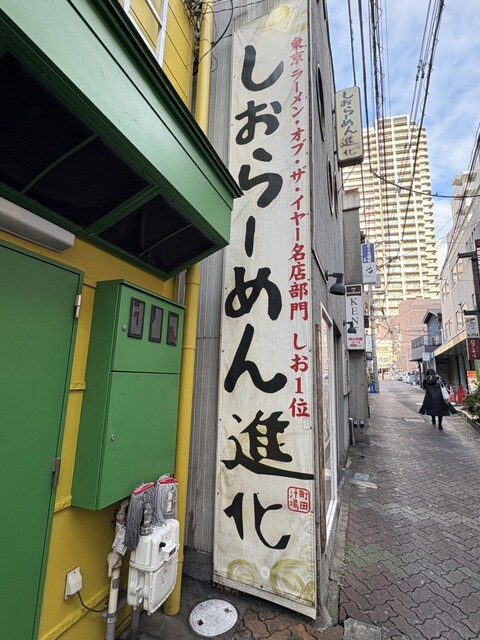 東京ラーメン・オブ・ザ・イヤー名店部門 しお1位
しおらーめん進化
町田
汁場
しおらーめん進化
KEN